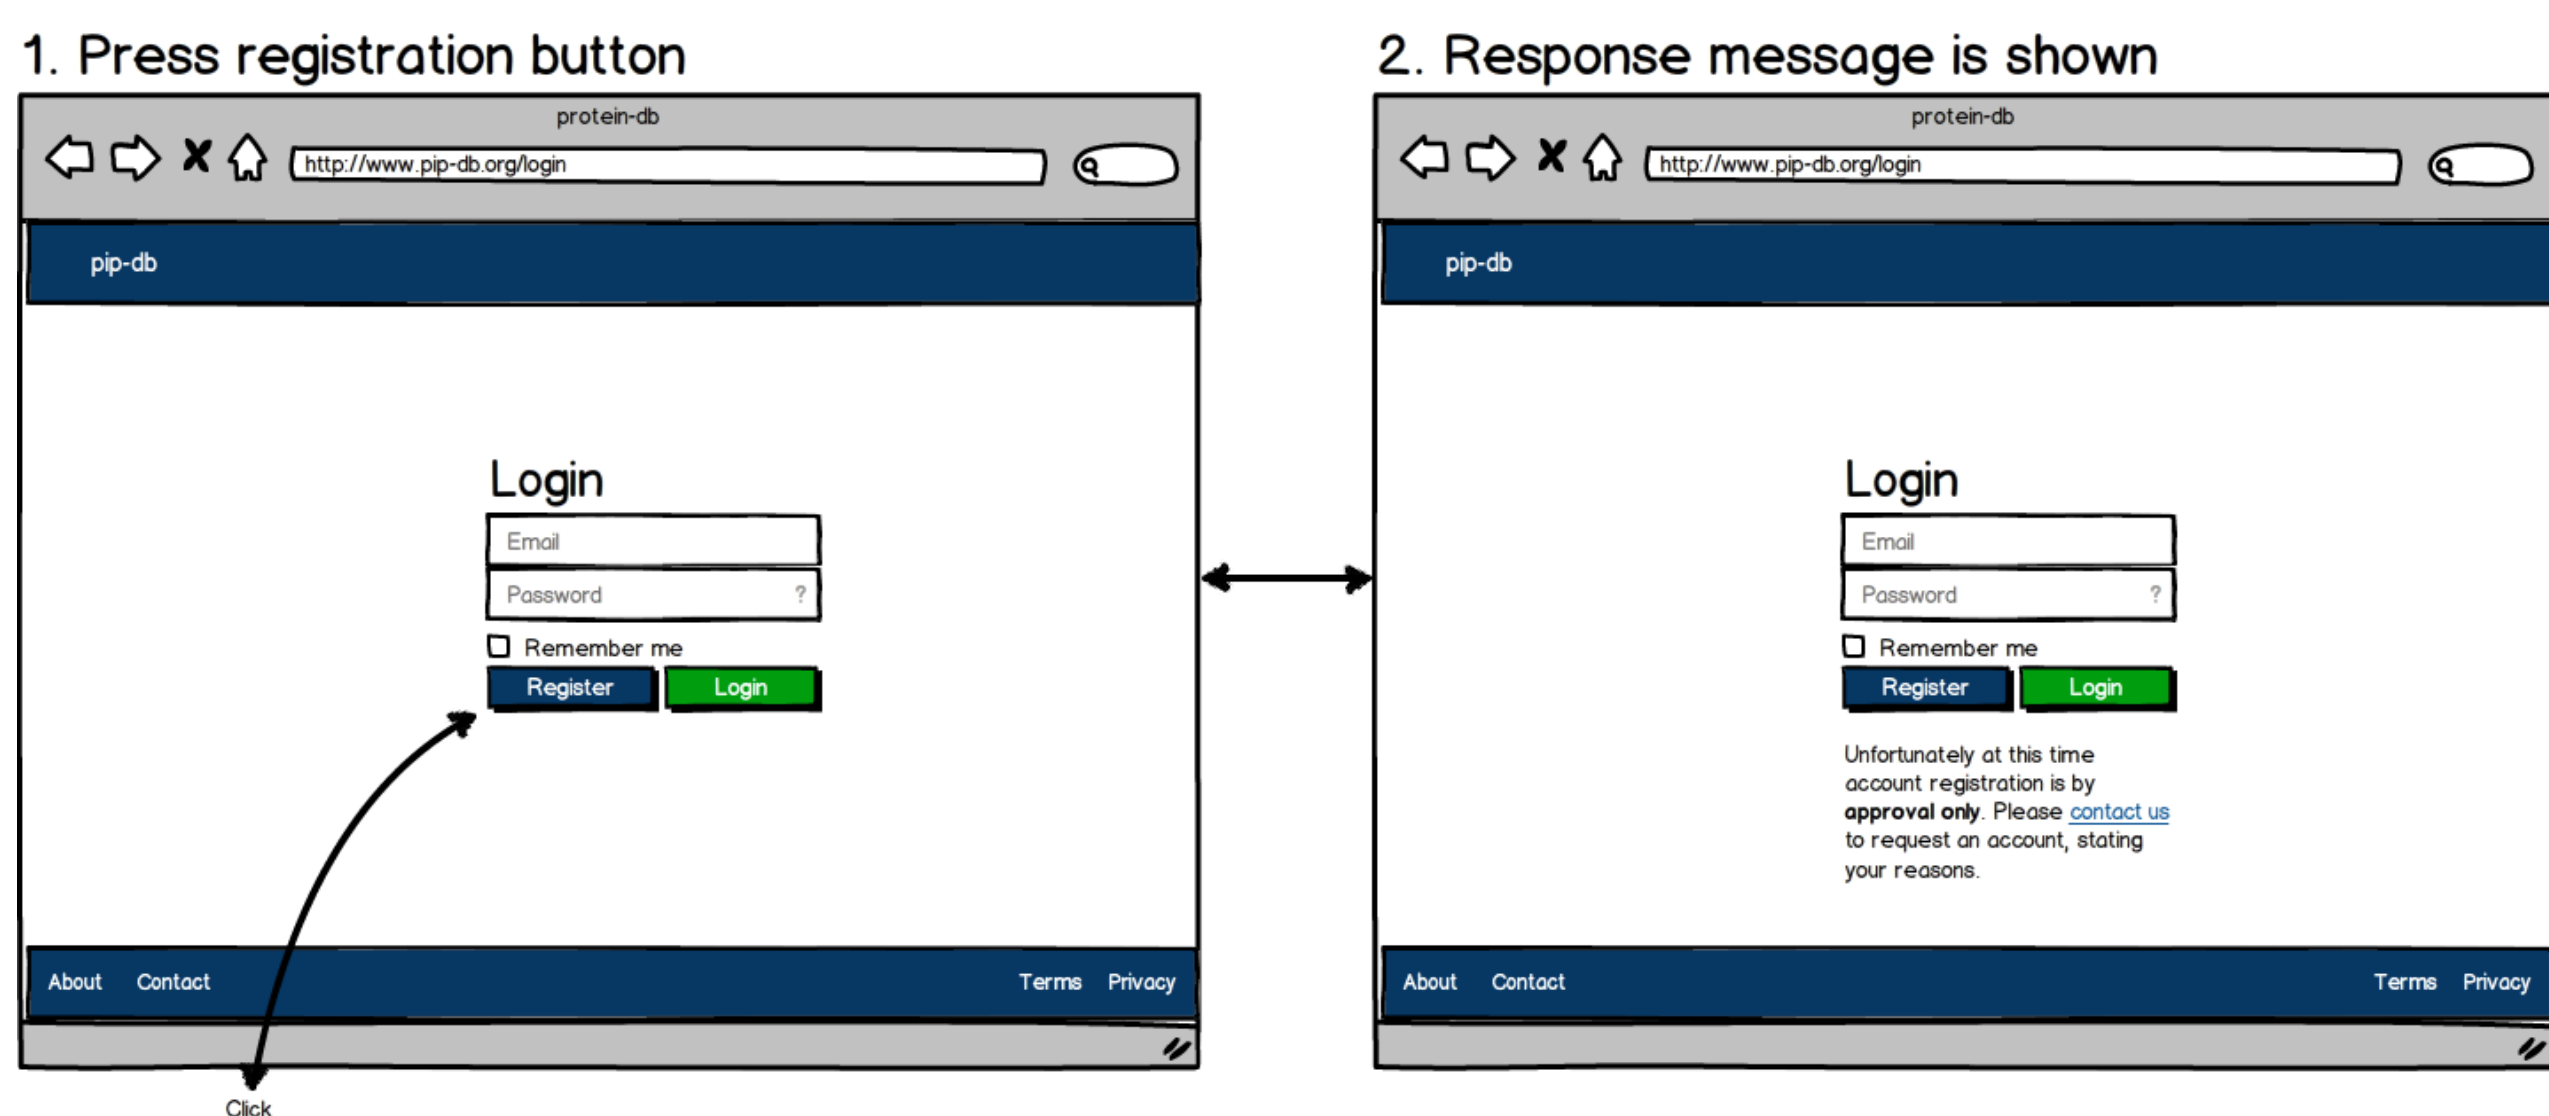 1. Press registration button
protein-db
http://www.pip-db.org/login
pip-db
Login
Email
Password ?
Remember me
Register Login
About Contact Terms Privacy
Click
2. Response message is shown
protein-db
http://www.pip-db.org/login
pip-db
Login
Email
Password ?
Remember me
Register Login
Unfortunately at this time
account registration is by
approval only. Please contact us
to request an account, stating
your reasons.
About Contact Terms Privacy